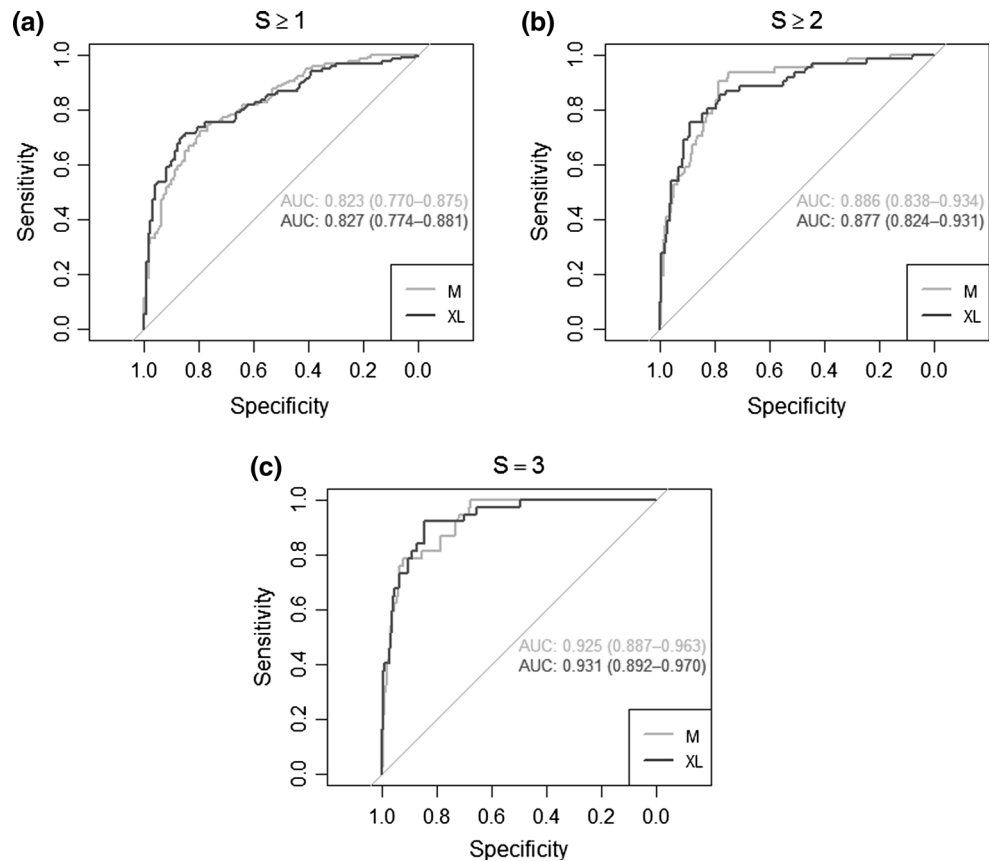 (a)
S ≥ 1
Sensitivity
1.0
0.8
0.6
0.4
0.2
0.0
AUC: 0.823 (0.770–0.875)
AUC: 0.827 (0.774–0.881)
M
XL
1.0 0.8 0.6 0.4 0.2 0.0
Specificity
(b)
S ≥ 2
Sensitivity
1.0
0.8
0.6
0.4
0.2
0.0
AUC: 0.886 (0.838–0.934)
AUC: 0.877 (0.824–0.931)
M
XL
1.0 0.8 0.6 0.4 0.2 0.0
Specificity
(c)
S = 3
Sensitivity
1.0
0.8
0.6
0.4
0.2
0.0
AUC: 0.925 (0.887–0.963)
AUC: 0.931 (0.892–0.970)
M
XL
1.0 0.8 0.6 0.4 0.2 0.0
Specificity